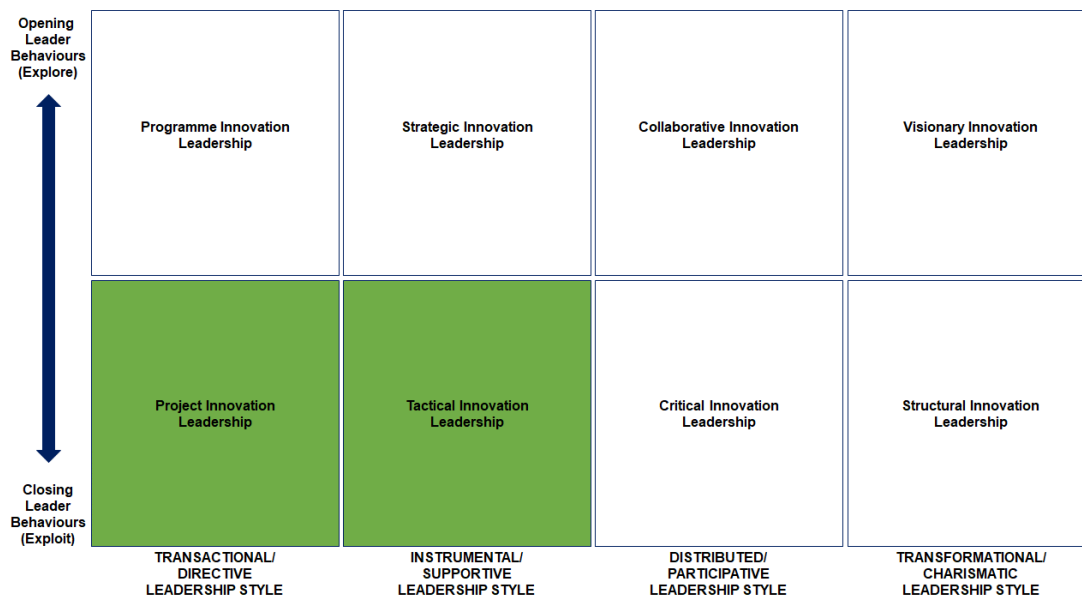 Opening
Leader
Behaviours
(Explore)
Programme Innovation
Leadership
Strategic Innovation
Leadership
Collaborative Innovation
Leadership
Visionary Innovation
Leadership
Project Innovation
Leadership
Tactical Innovation
Leadership
Critical Innovation
Leadership
Structural Innovation
Leadership
Closing
Leader
Behaviours
(Exploit)
TRANSACTIONAL/
DIRECTIVE
LEADERSHIP STYLE
INSTRUMENTAL/
SUPPORTIVE
LEADERSHIP STYLE
DISTRIBUTED/
PARTICIPATIVE
LEADERSHIP STYLE
TRANSFORMATIONAL/
CHARISMATIC
LEADERSHIP STYLE